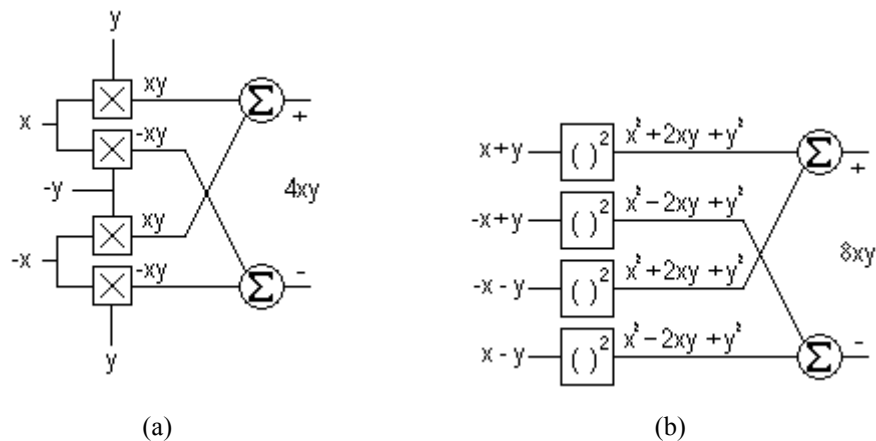 y
xy
x
Σ
+
-xy
-y
4xy
xy
-x
-xy
Σ
-
y
(a)
x+y
( )²
x²+2xy+y²
Σ
+
-x+y
( )²
x²-2xy+y²
8xy
-x-y
( )²
x²+2xy+y²
x-y
( )²
x²-2xy+y²
Σ
-
(b)